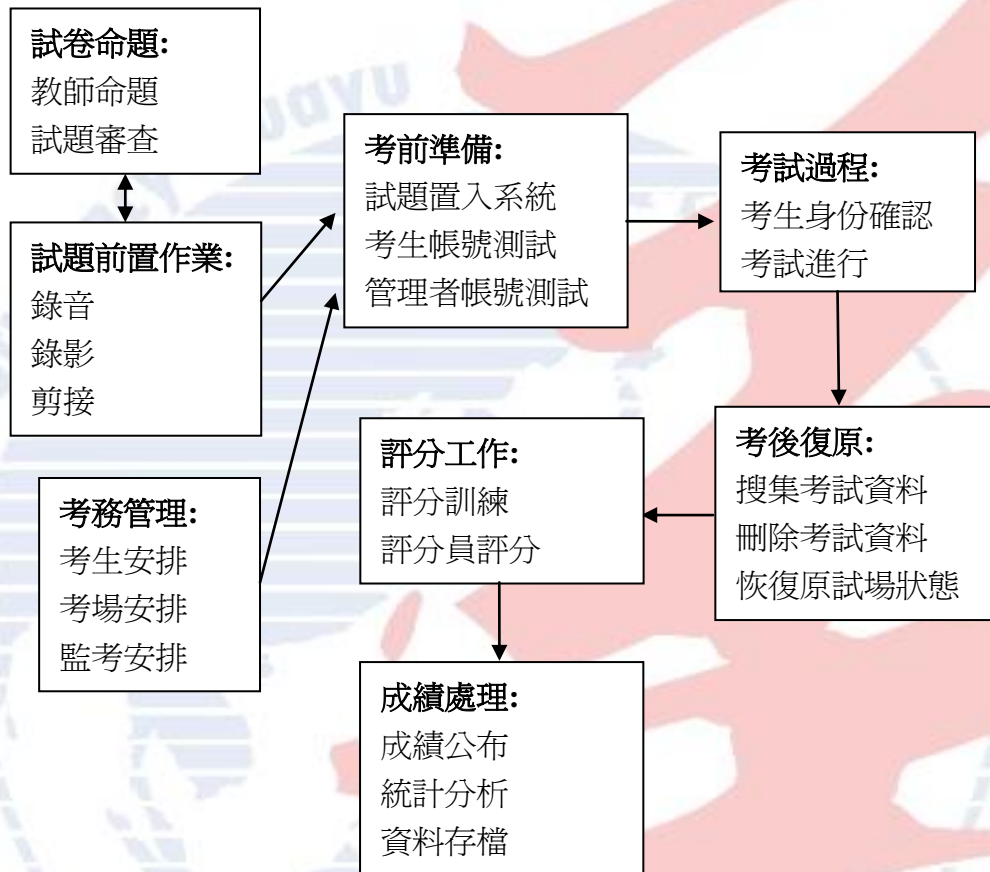 試卷命題:
教師命題
試題審查
試題前置作業:
錄音
錄影
剪接
考務管理:
考生安排
考場安排
監考安排
考前準備:
試題置入系統
考生帳號測試
管理者帳號測試
考試過程:
考生身份確認
考試進行
考後復原:
搜集考試資料
刪除考試資料
恢復原試場狀態
評分工作:
評分訓練
評分員評分
成績處理:
成績公布
統計分析
資料存檔